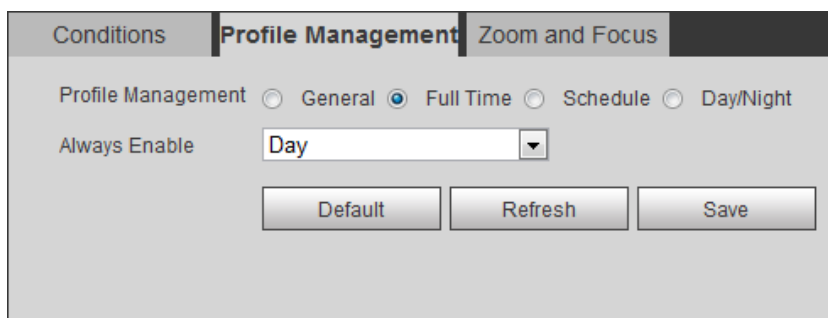 Conditions Profile Management Zoom and Focus
Profile Management General Full Time Schedule Day/Night
Always Enable Day
Default Refresh Save